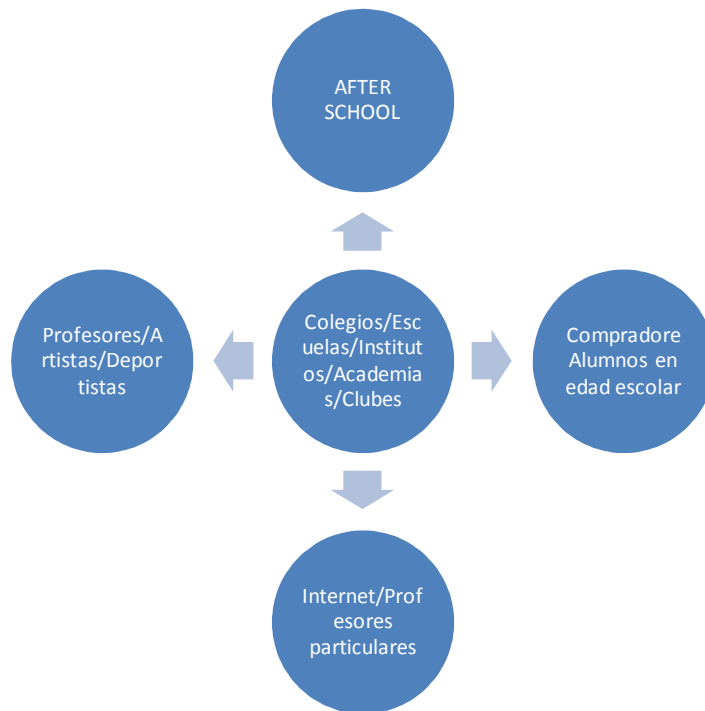 AFTER
SCHOOL
Profesores/A
rtistas/Depor
tistas
Colegios/Esc
uelas/Institut
os/Academia
s/Clubes
Compradore
Alumnos en
edad escolar
Internet/Prof
esores
particulares